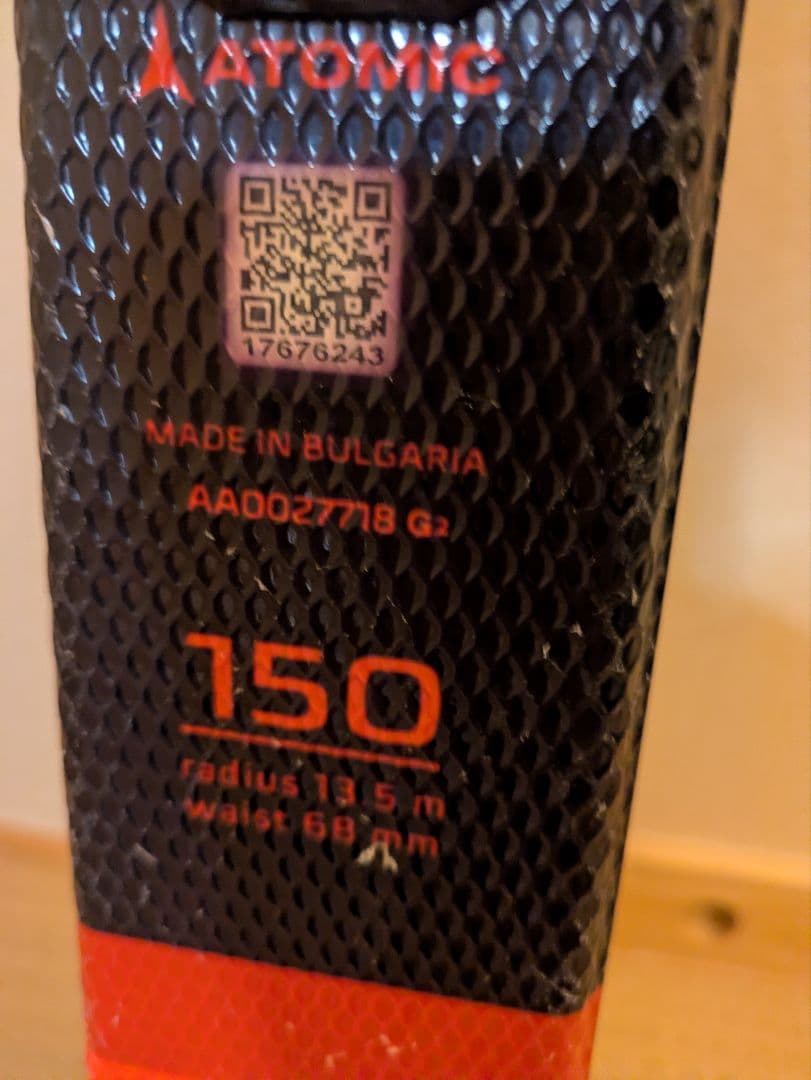 ATOMIC
17676243
MADE IN BULGARIA
AA0027718 G2
150
radius 13.5 m
waist 68 mm